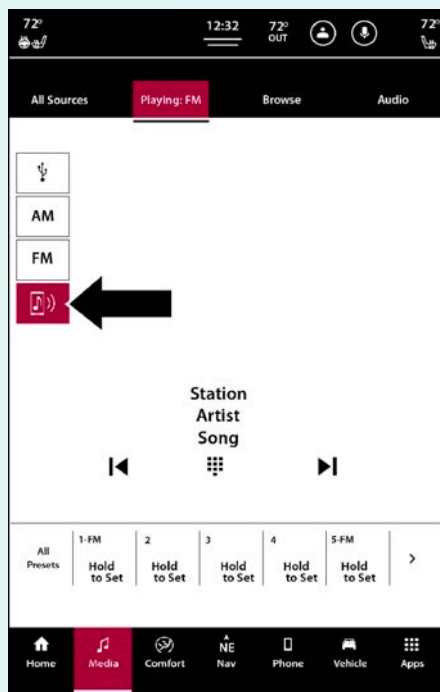 72°
12:32
72°
OUT
72°
All Sources
Playing: FM
Browse
Audio
AM
FM
Station
Artist
Song
All
Presets
1-FM
Hold
to Set
2
Hold
to Set
3
Hold
to Set
4
Hold
to Set
5-FM
Hold
to Set
Home
Media
Comfort
NE
Nav
Phone
Vehicle
Apps